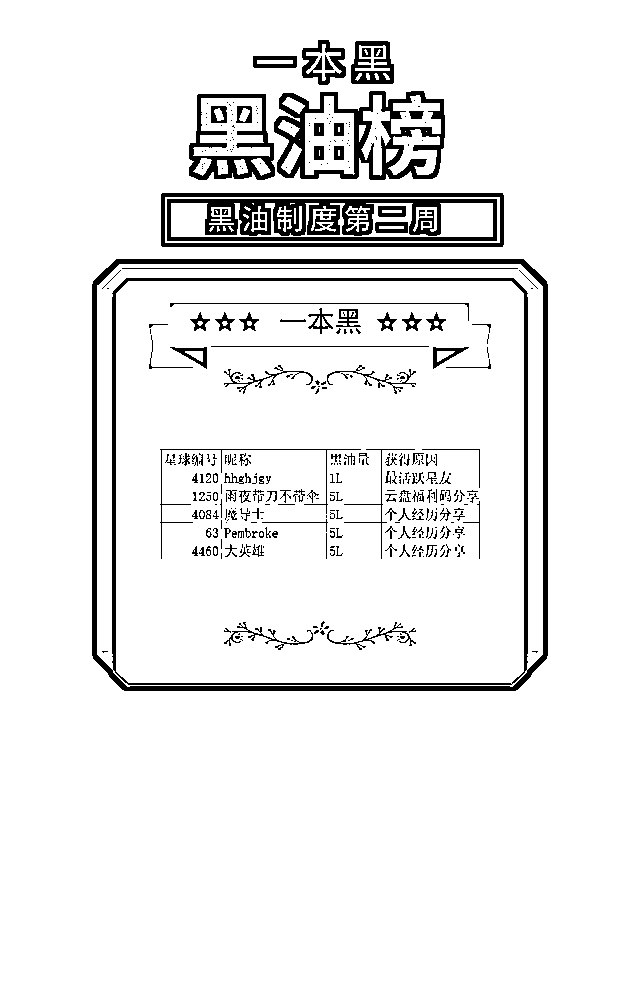 一本黑
黑油榜
黑油制度第二周
☆☆☆ 一本黑 ☆☆☆
星球编号 昵称 黑油量 获得原因
4120 hhghjgy 1L 最活跃星友
1250 雨夜带刀不带伞 5L 云盘福利码分享
4084 魔导士 5L 个人经历分享
63 Pembroke 5L 个人经历分享
4460 大英雄 5L 个人经历分享